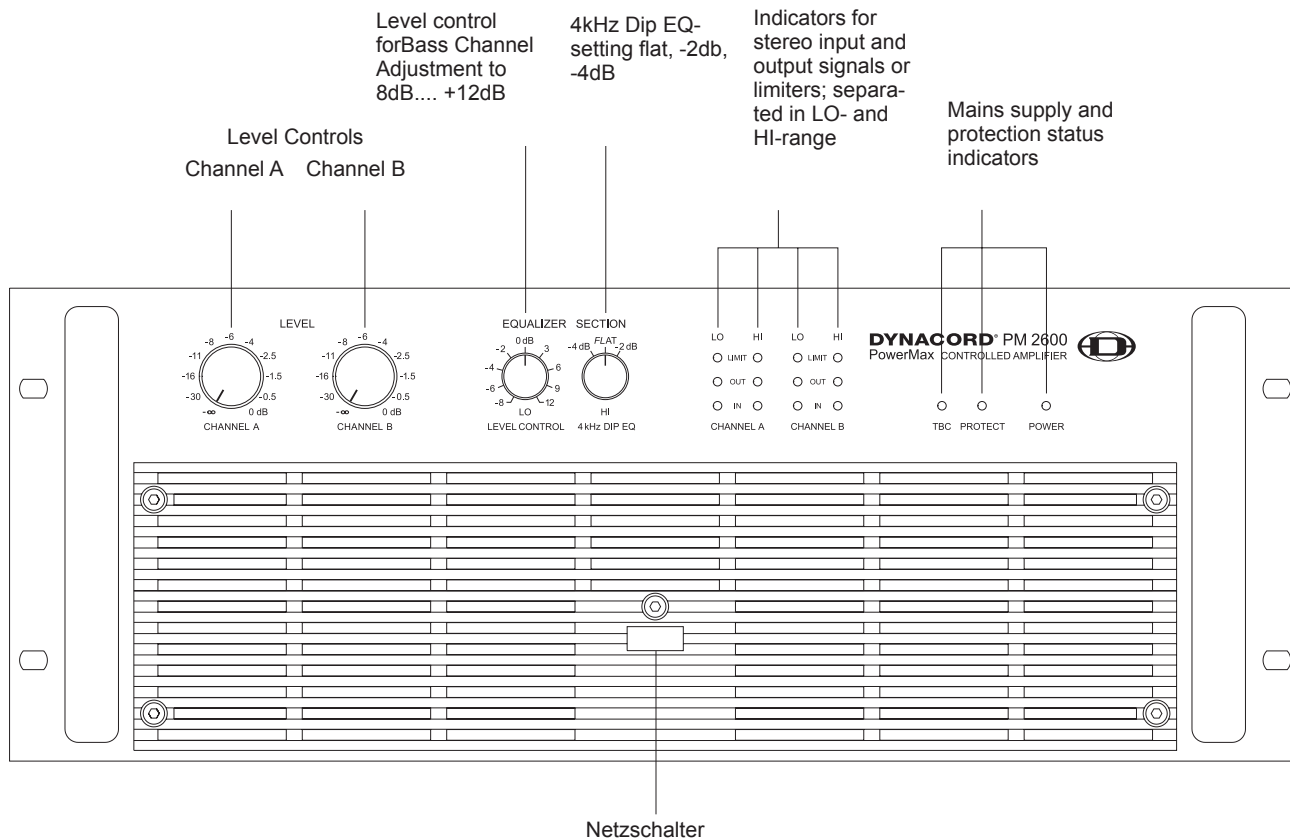 Level control
forBass Channel
Adjustment to
8dB.... +12dB
4kHz Dip EQ-
setting flat, -2db,
-4dB
Indicators for
stereo input and
output signals or
limiters; separa-
ted in LO- and
HI-range
Mains supply and
protection status
indicators
Level Controls
Channel A Channel B
LEVEL
-∞ -30 -16 -11 -8 -6 -4 -2.5 -1.5 -0.5 0 dB
CHANNEL A
-∞ -30 -16 -11 -8 -6 -4 -2.5 -1.5 -0.5 0 dB
CHANNEL B
EQUALIZER SECTION
-8 -6 -4 -2 0 dB 3 6 9 12
LO
LEVEL CONTROL
-4 dB FLAT -2 dB
HI
4 kHz DIP EQ
LO HI LO HI
LIMIT LIMIT
OUT OUT
IN IN
CHANNEL A CHANNEL B
DYNACORD® PM 2600
PowerMax CONTROLLED AMPLIFIER
TBC PROTECT POWER
Netzschalter